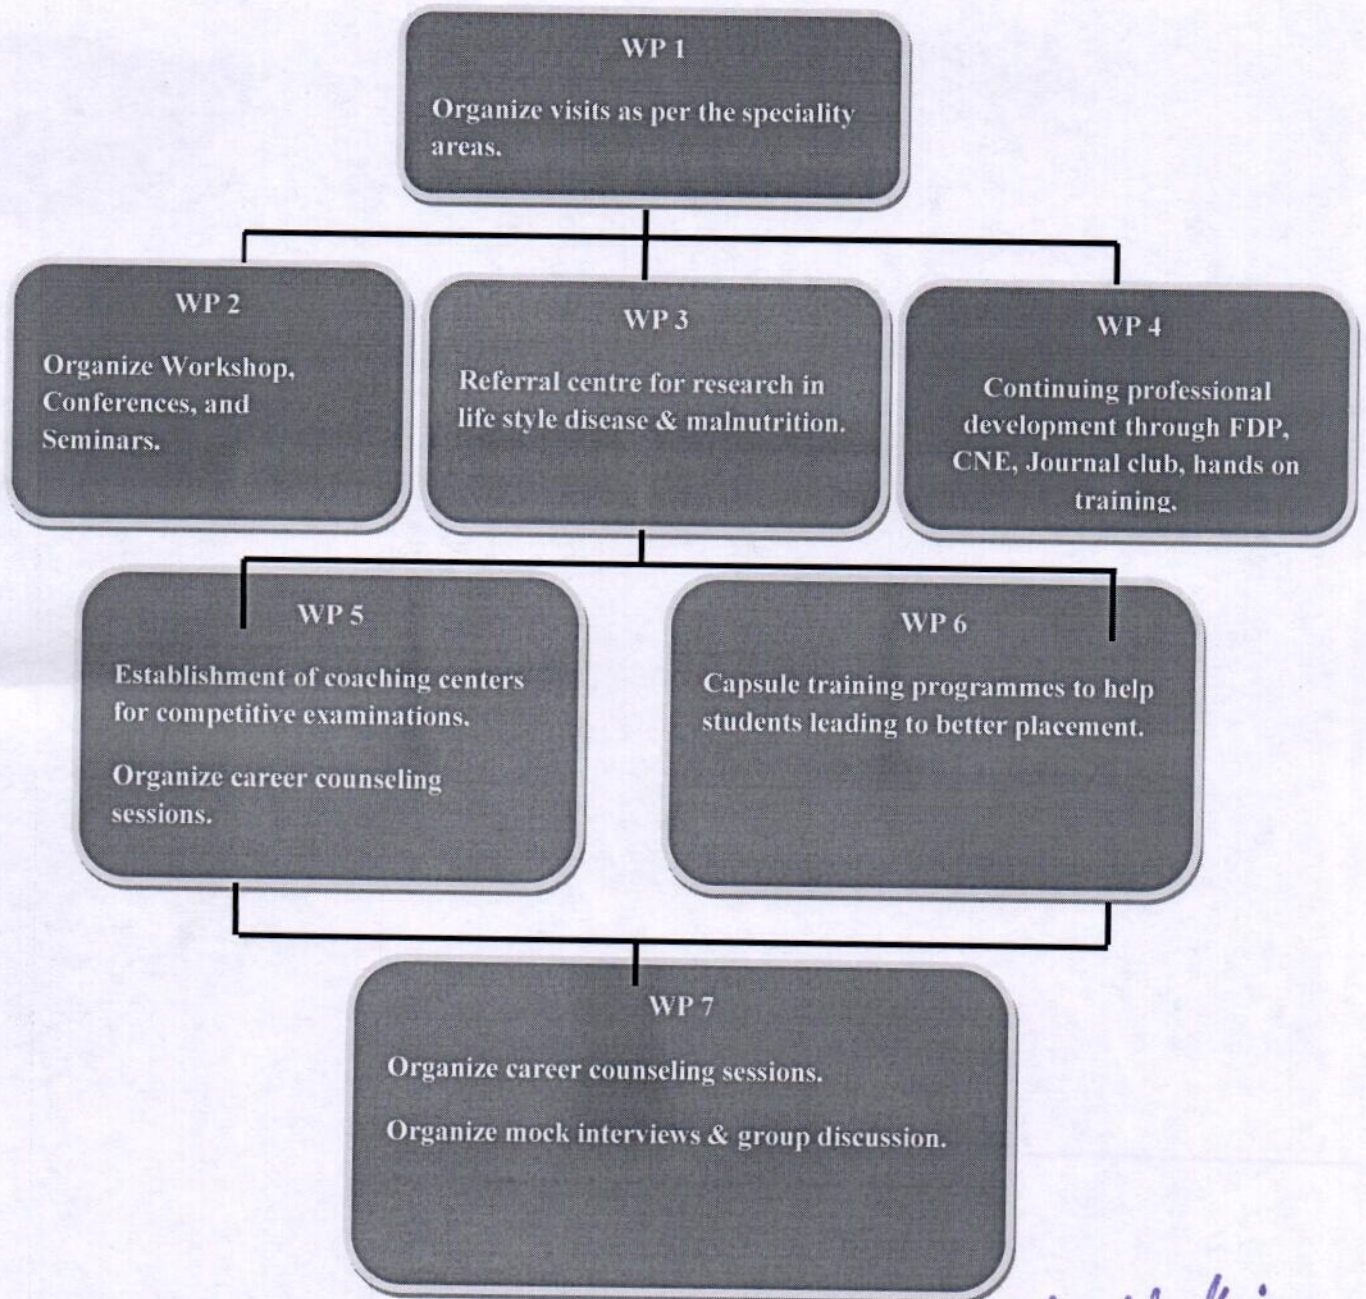 WP 1
Organize visits as per the speciality
areas.
WP 2
Organize Workshop,
Conferences, and
Seminars.
WP 3
Referral centre for research in
life style disease & malnutrition.
WP 4
Continuing professional
development through FDP,
CNE, Journal club, hands on
training.
WP 5
Establishment of coaching centers
for competitive examinations.
Organize career counseling
sessions.
WP 6
Capsule training programmes to help
students leading to better placement.
WP 7
Organize career counseling sessions.
Organize mock interviews & group discussion.